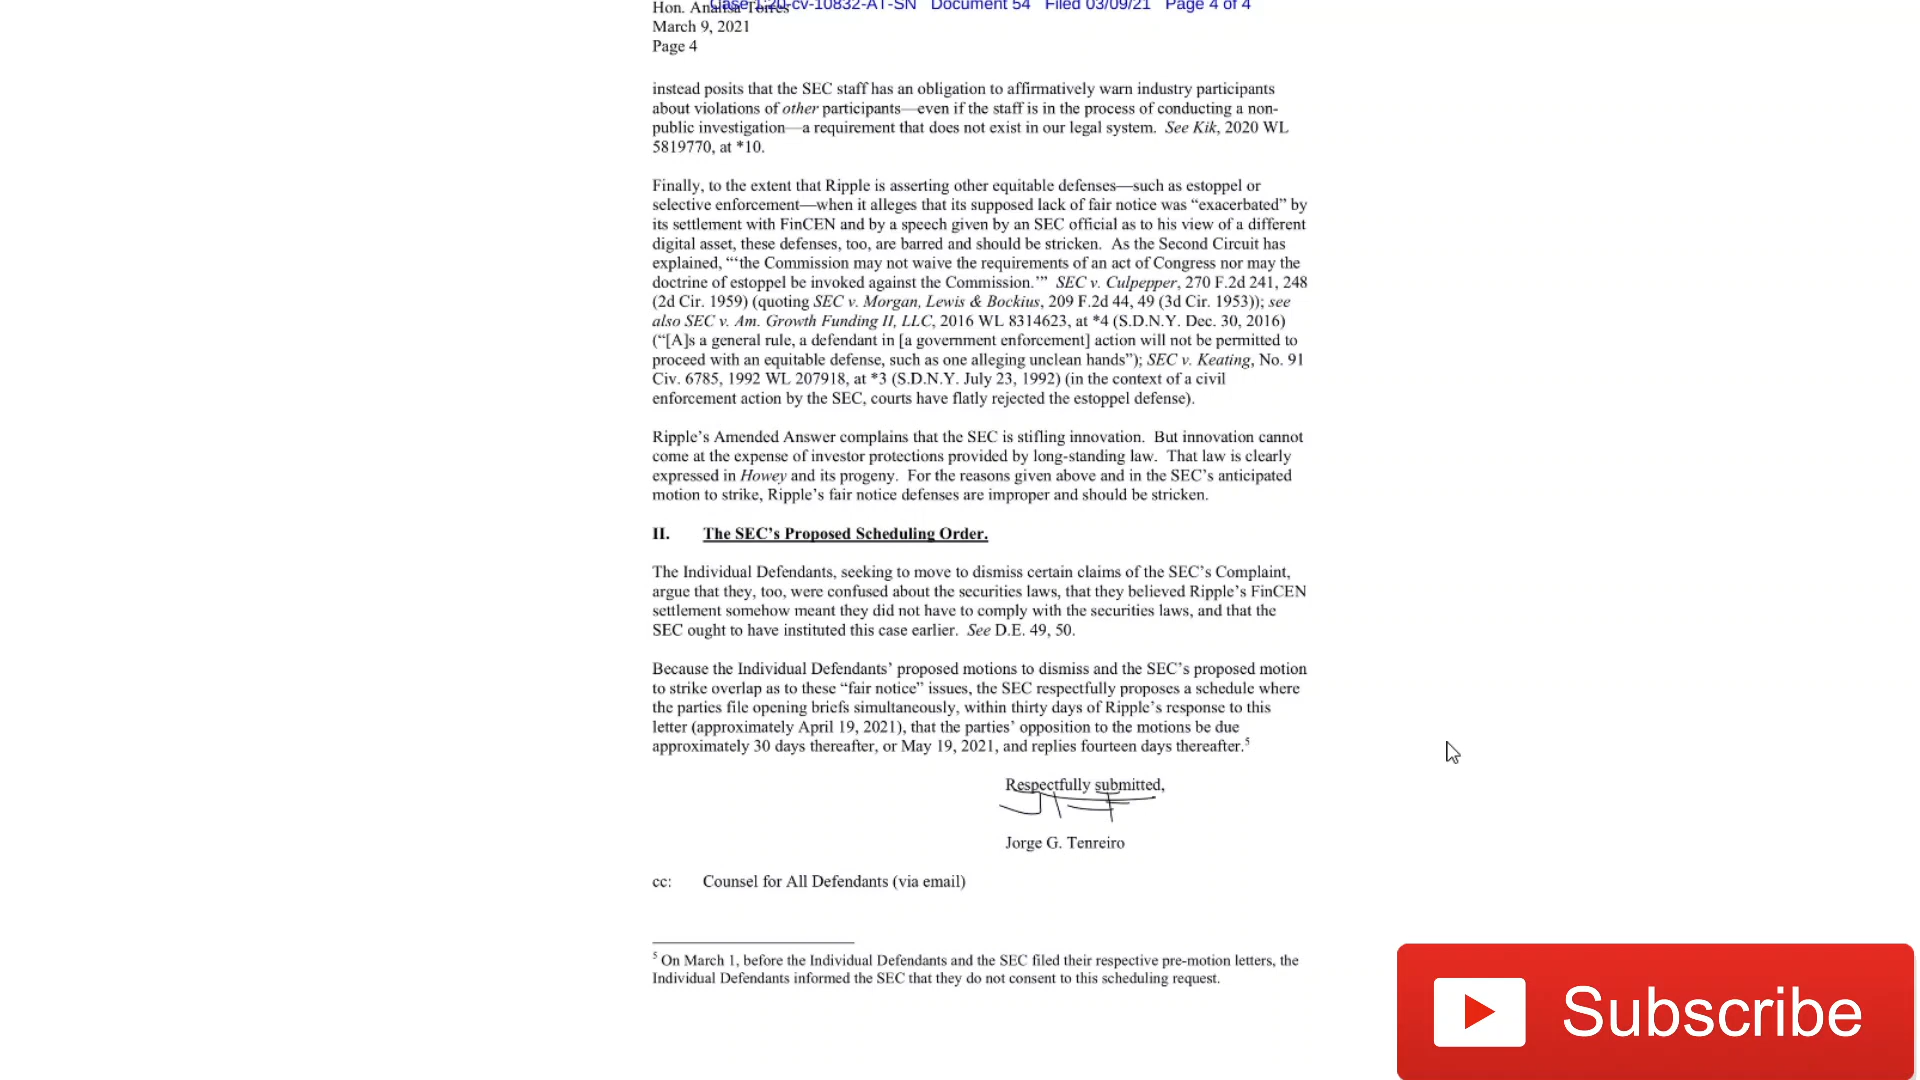 Case 1:20-cv-10832-AT-SN Document 54 Filed 03/09/21 Page 4 of 4
Hon. Analisa Torres
March 9, 2021
Page 4
instead posits that the SEC staff has an obligation to affirmatively warn industry participants
about violations of other participants—even if the staff is in the process of conducting a non-
public investigation—a requirement that does not exist in our legal system. See Kik, 2020 WL
5819770, at *10.
Finally, to the extent that Ripple is asserting other equitable defenses—such as estoppel or
selective enforcement—when it alleges that its supposed lack of fair notice was “exacerbated” by
its settlement with FinCEN and by a speech given by an SEC official as to his view of a different
digital asset, these defenses, too, are barred and should be stricken. As the Second Circuit has
explained, “‘the Commission may not waive the requirements of an act of Congress nor may the
doctrine of estoppel be invoked against the Commission.’” SEC v. Culpepper, 270 F.2d 241, 248
(2d Cir. 1959) (quoting SEC v. Morgan, Lewis & Bockius, 209 F.2d 44, 49 (3d Cir. 1953)); see
also SEC v. Am. Growth Funding II, LLC, 2016 WL 8314623, at *4 (S.D.N.Y. Dec. 30, 2016)
(“[A]s a general rule, a defendant in [a government enforcement] action will not be permitted to
proceed with an equitable defense, such as one alleging unclean hands”); SEC v. Keating, No. 91
Civ. 6785, 1992 WL 207918, at *3 (S.D.N.Y. July 23, 1992) (in the context of a civil
enforcement action by the SEC, courts have flatly rejected the estoppel defense).
Ripple’s Amended Answer complains that the SEC is stifling innovation. But innovation cannot
come at the expense of investor protections provided by long-standing law. That law is clearly
expressed in Howey and its progeny. For the reasons given above and in the SEC’s anticipated
motion to strike, Ripple’s fair notice defenses are improper and should be stricken.
II. The SEC’s Proposed Scheduling Order.
The Individual Defendants, seeking to move to dismiss certain claims of the SEC’s Complaint,
argue that they, too, were confused about the securities laws, that they believed Ripple’s FinCEN
settlement somehow meant they did not have to comply with the securities laws, and that the
SEC ought to have instituted this case earlier. See D.E. 49, 50.
Because the Individual Defendants’ proposed motions to dismiss and the SEC’s proposed motion
to strike overlap as to these “fair notice” issues, the SEC respectfully proposes a schedule where
the parties file opening briefs simultaneously, within thirty days of Ripple’s response to this
letter (approximately April 19, 2021), that the parties’ opposition to the motions be due
approximately 30 days thereafter, or May 19, 2021, and replies fourteen days thereafter.5
Respectfully submitted,
Jorge G. Tenreiro
cc: Counsel for All Defendants (via email)
5 On March 1, before the Individual Defendants and the SEC filed their respective pre-motion letters, the
Individual Defendants informed the SEC that they do not consent to this scheduling request.
Subscribe